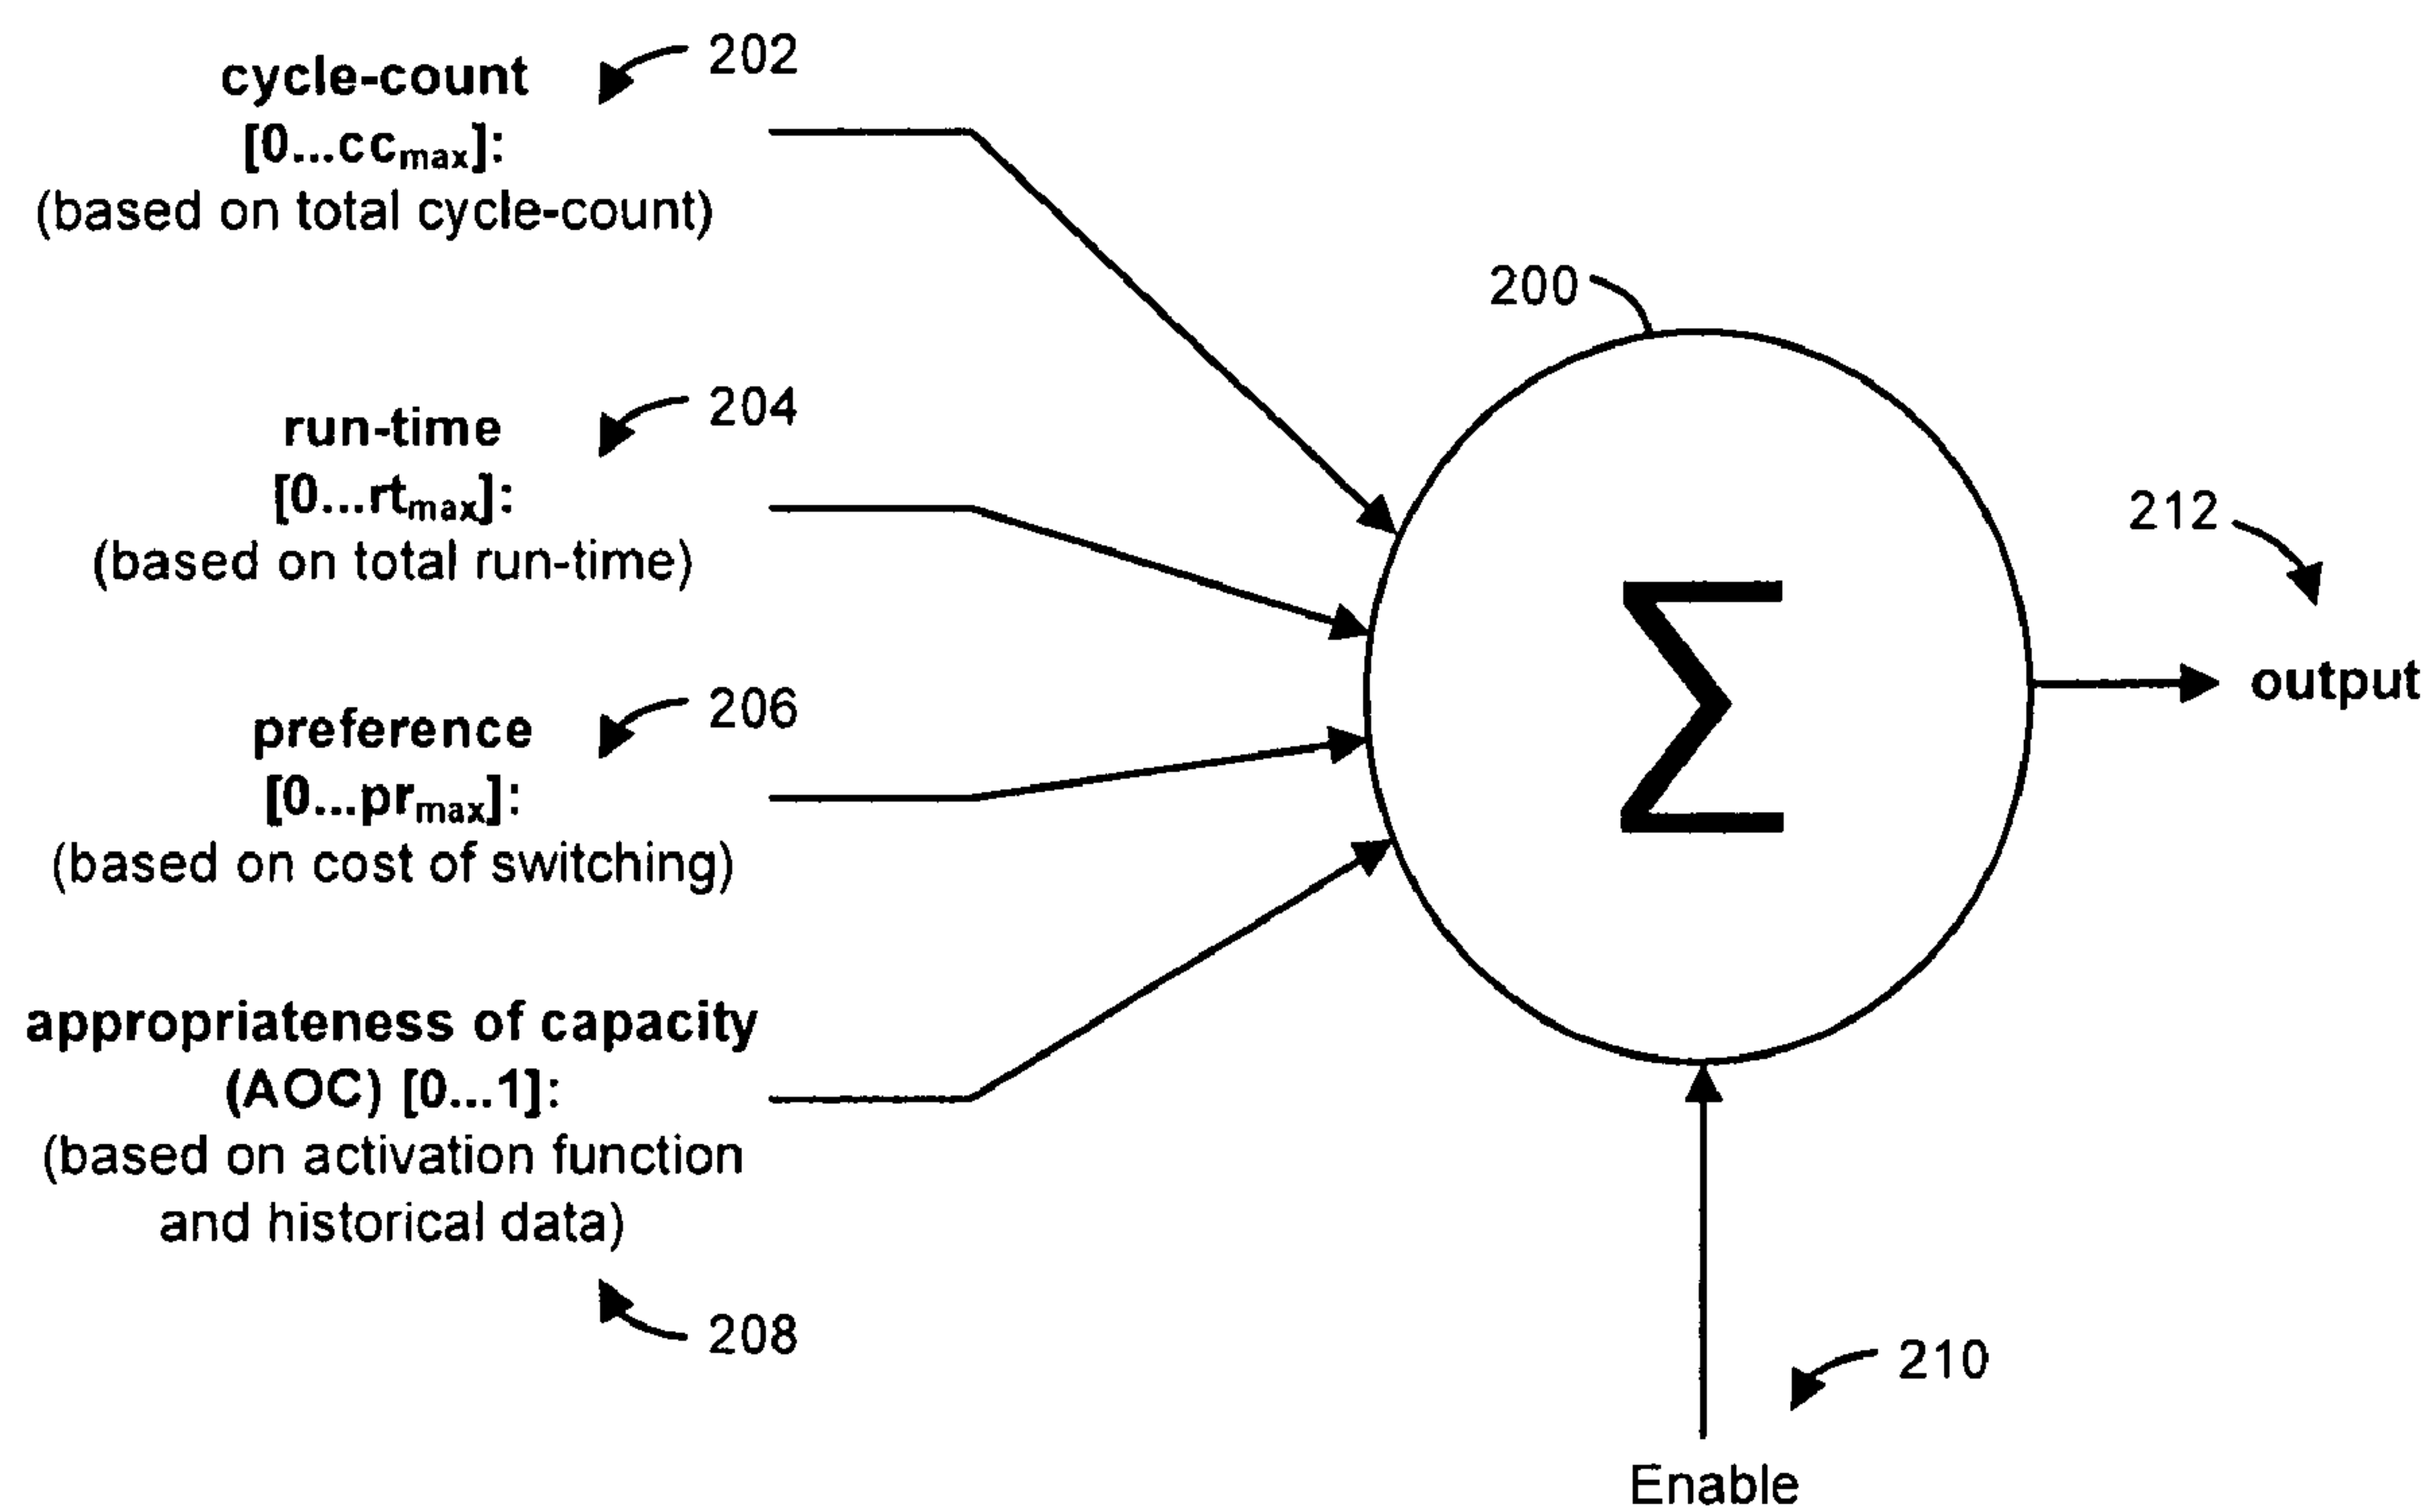 202
cycle-count
[0...ccmax]:
(based on total cycle-count)
200
204
run-time
[0...rtmax]:
(based on total run-time)
212
Σ
output
206
preference
[0...prmax]:
(based on cost of switching)
appropriateness of capacity
(AOC) [0...1]:
(based on activation function
and historical data)
208
210
Enable